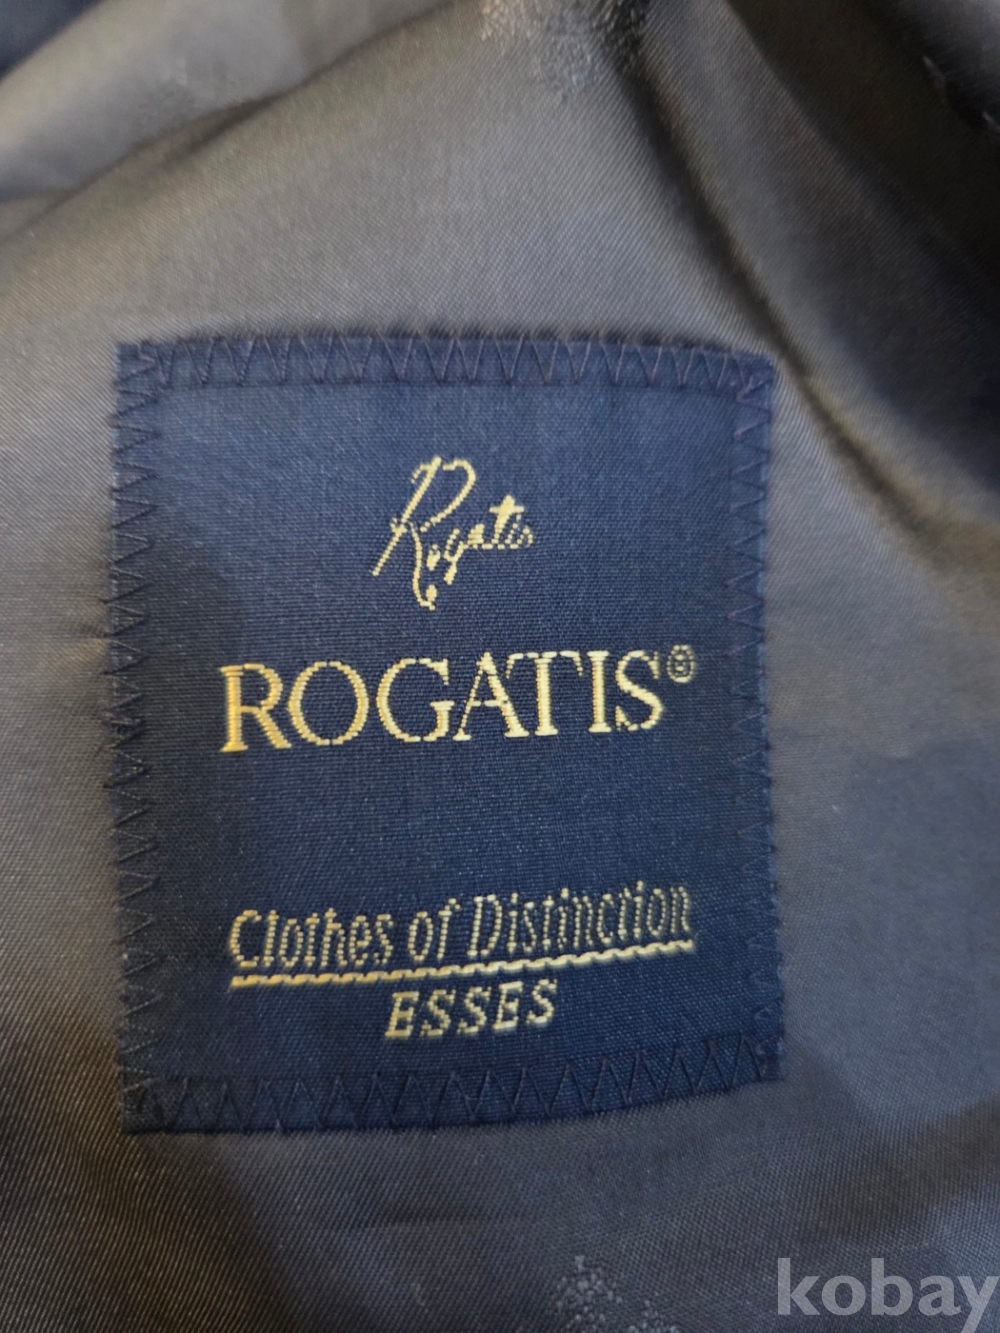 Rogatis
ROGATIS®
Clothes of Distinction
ESSES
kobay